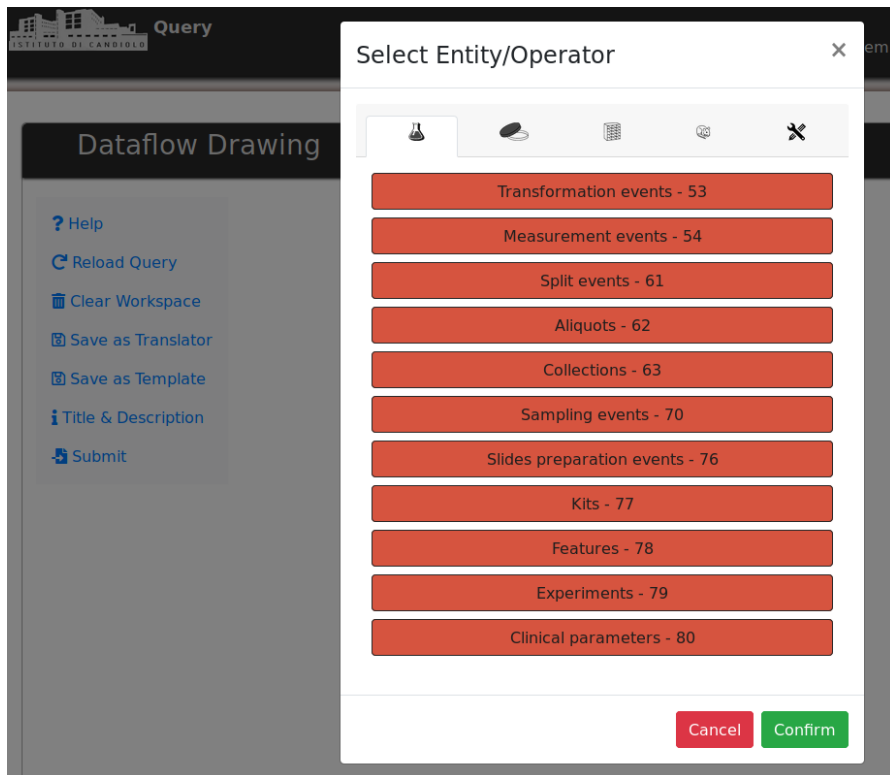 Query
ISTITUTO DI CANDIOLO
Select Entity/Operator
×
em
Dataflow Drawing
? Help
Reload Query
Clear Workspace
Save as Translator
Save as Template
Title & Description
Submit
Transformation events - 53
Measurement events - 54
Split events - 61
Aliquots - 62
Collections - 63
Sampling events - 70
Slides preparation events - 76
Kits - 77
Features - 78
Experiments - 79
Clinical parameters - 80
Cancel
Confirm